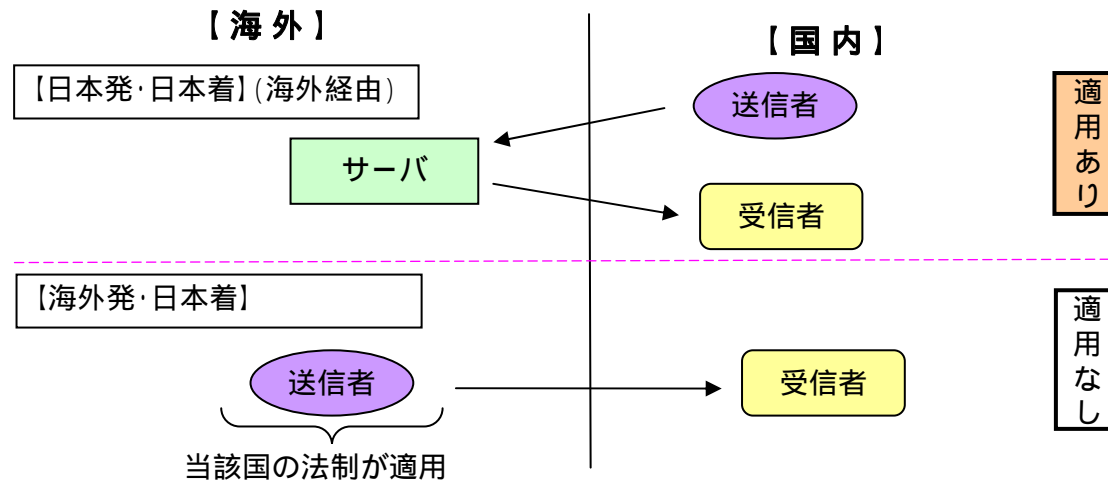 【海外】
【国内】
【日本発・日本着】(海外経由)
送信者
サーバ
受信者
適用あり
【海外発・日本着】
送信者
受信者
適用なし
当該国の法制が適用